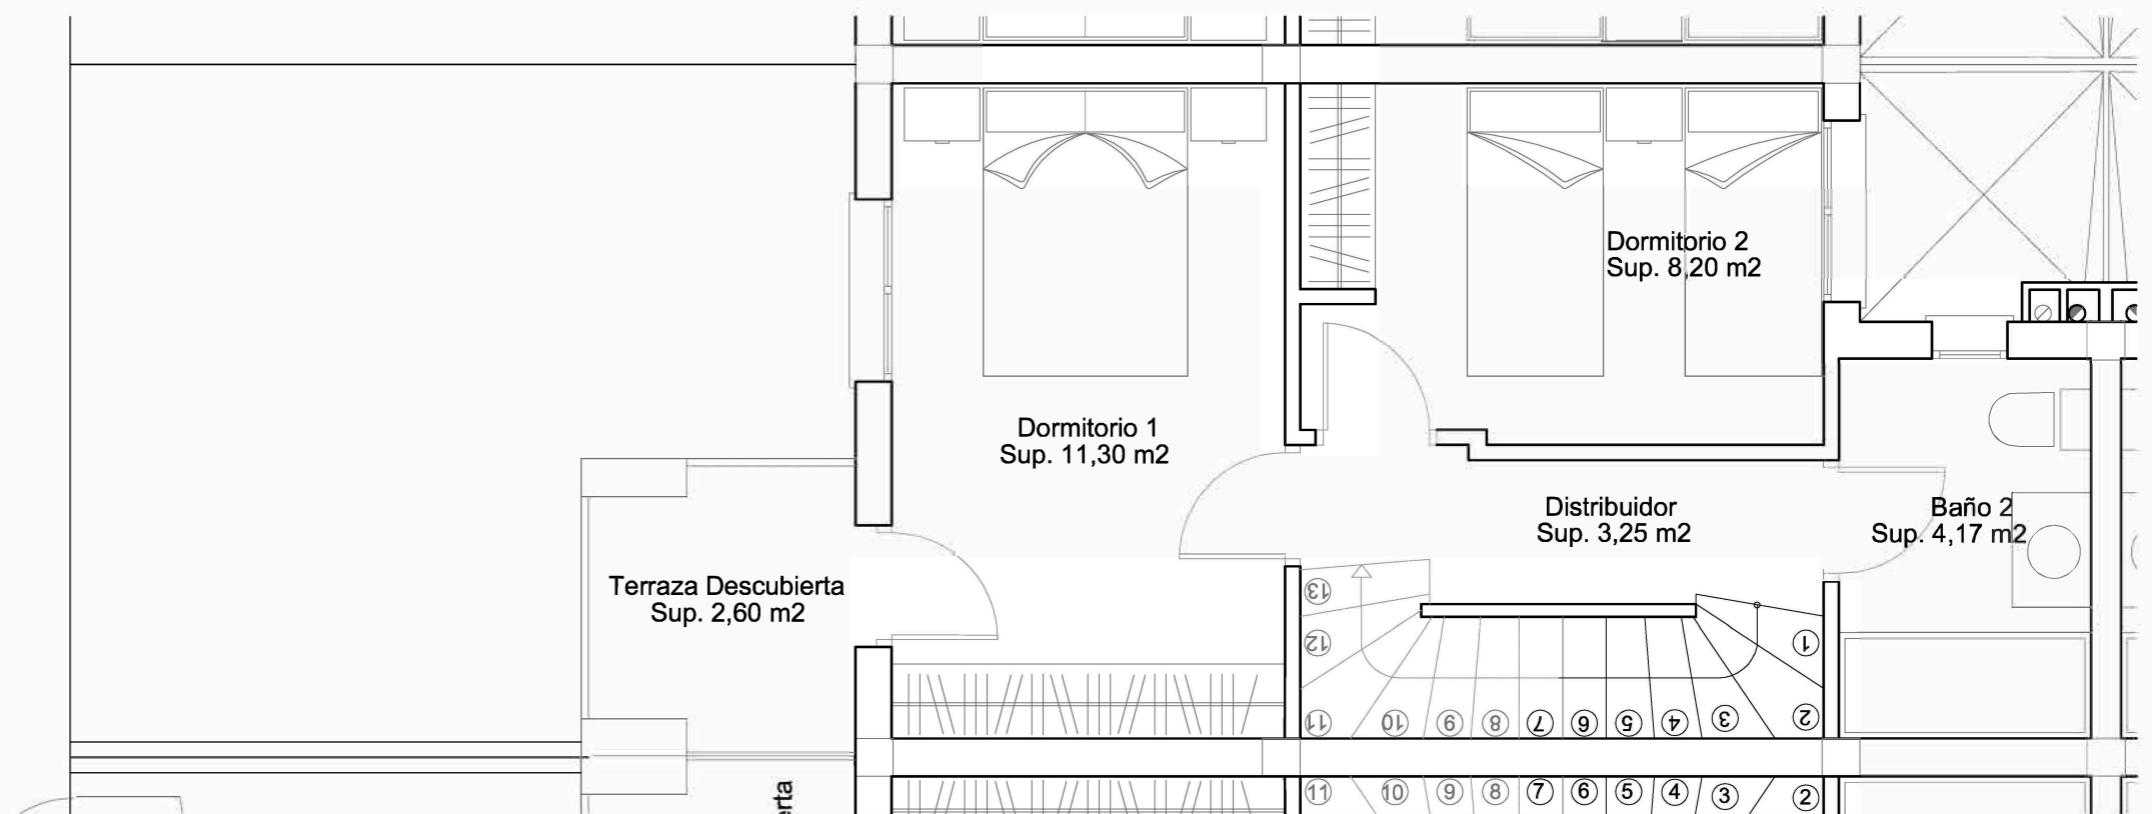 Dormitorio 2
Sup. 8,20 m2
Dormitorio 1
Sup. 11,30 m2
Distribuidor
Sup. 3,25 m2
Baño 2
Sup. 4,17 m2
Terraza Descubierta
Sup. 2,60 m2
13
12
1
11 10 9 8 7 6 5 4 3 2
erta
11 10 9 8 7 6 5 4 3 2